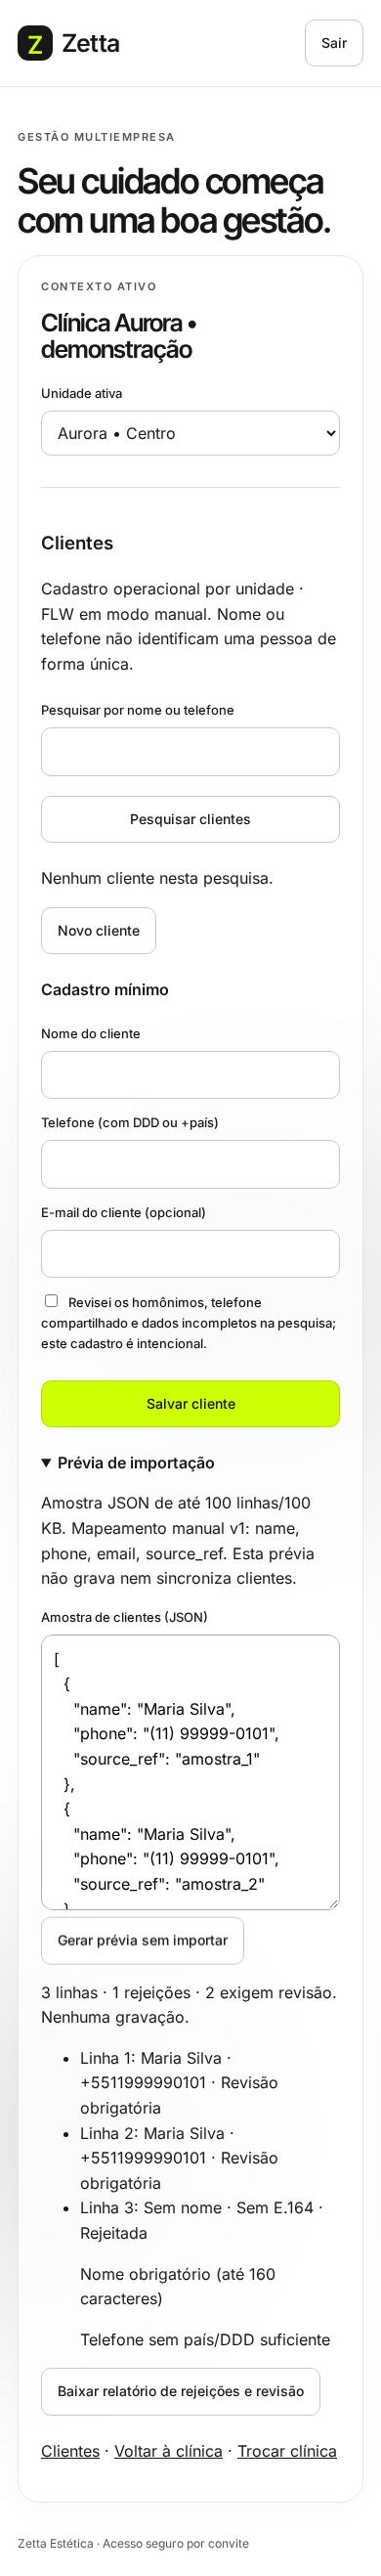 Z Zetta
Sair
GESTÃO MULTIEMPRESA
Seu cuidado começa
com uma boa gestão.
CONTEXTO ATIVO
Clínica Aurora •
demonstração
Unidade ativa
Aurora • Centro
Clientes
Cadastro operacional por unidade ·
FLW em modo manual. Nome ou
telefone não identificam uma pessoa de
forma única.
Pesquisar por nome ou telefone
Pesquisar clientes
Nenhum cliente nesta pesquisa.
Novo cliente
Cadastro mínimo
Nome do cliente
Telefone (com DDD ou +país)
E-mail do cliente (opcional)
Revisei os homônimos, telefone
compartilhado e dados incompletos na pesquisa;
este cadastro é intencional.
Salvar cliente
▼ Prévia de importação
Amostra JSON de até 100 linhas/100
KB. Mapeamento manual v1: name,
phone, email, source_ref. Esta prévia
não grava nem sincroniza clientes.
Amostra de clientes (JSON)
[
{
"name": "Maria Silva",
"phone": "(11) 99999-0101",
"source_ref": "amostra_1"
},
{
"name": "Maria Silva",
"phone": "(11) 99999-0101",
"source_ref": "amostra_2"
Gerar prévia sem importar
3 linhas · 1 rejeições · 2 exigem revisão.
Nenhuma gravação.
• Linha 1: Maria Silva ·
+5511999990101 · Revisão
obrigatória
• Linha 2: Maria Silva ·
+5511999990101 · Revisão
obrigatória
• Linha 3: Sem nome · Sem E.164 ·
Rejeitada
Nome obrigatório (até 160
caracteres)
Telefone sem país/DDD suficiente
Baixar relatório de rejeições e revisão
Clientes · Voltar à clínica · Trocar clínica
Zetta Estética · Acesso seguro por convite